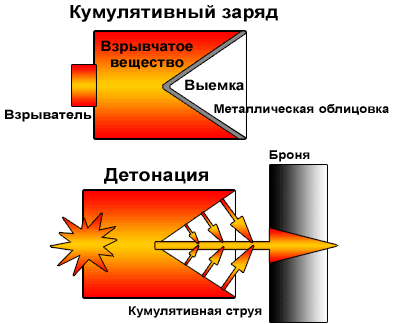 Кумулятивный заряд
Взрывчатое
вещество
Выемка
Металлическая облицовка
Взрыватель
Броня
Детонация
Кумулятивная струя